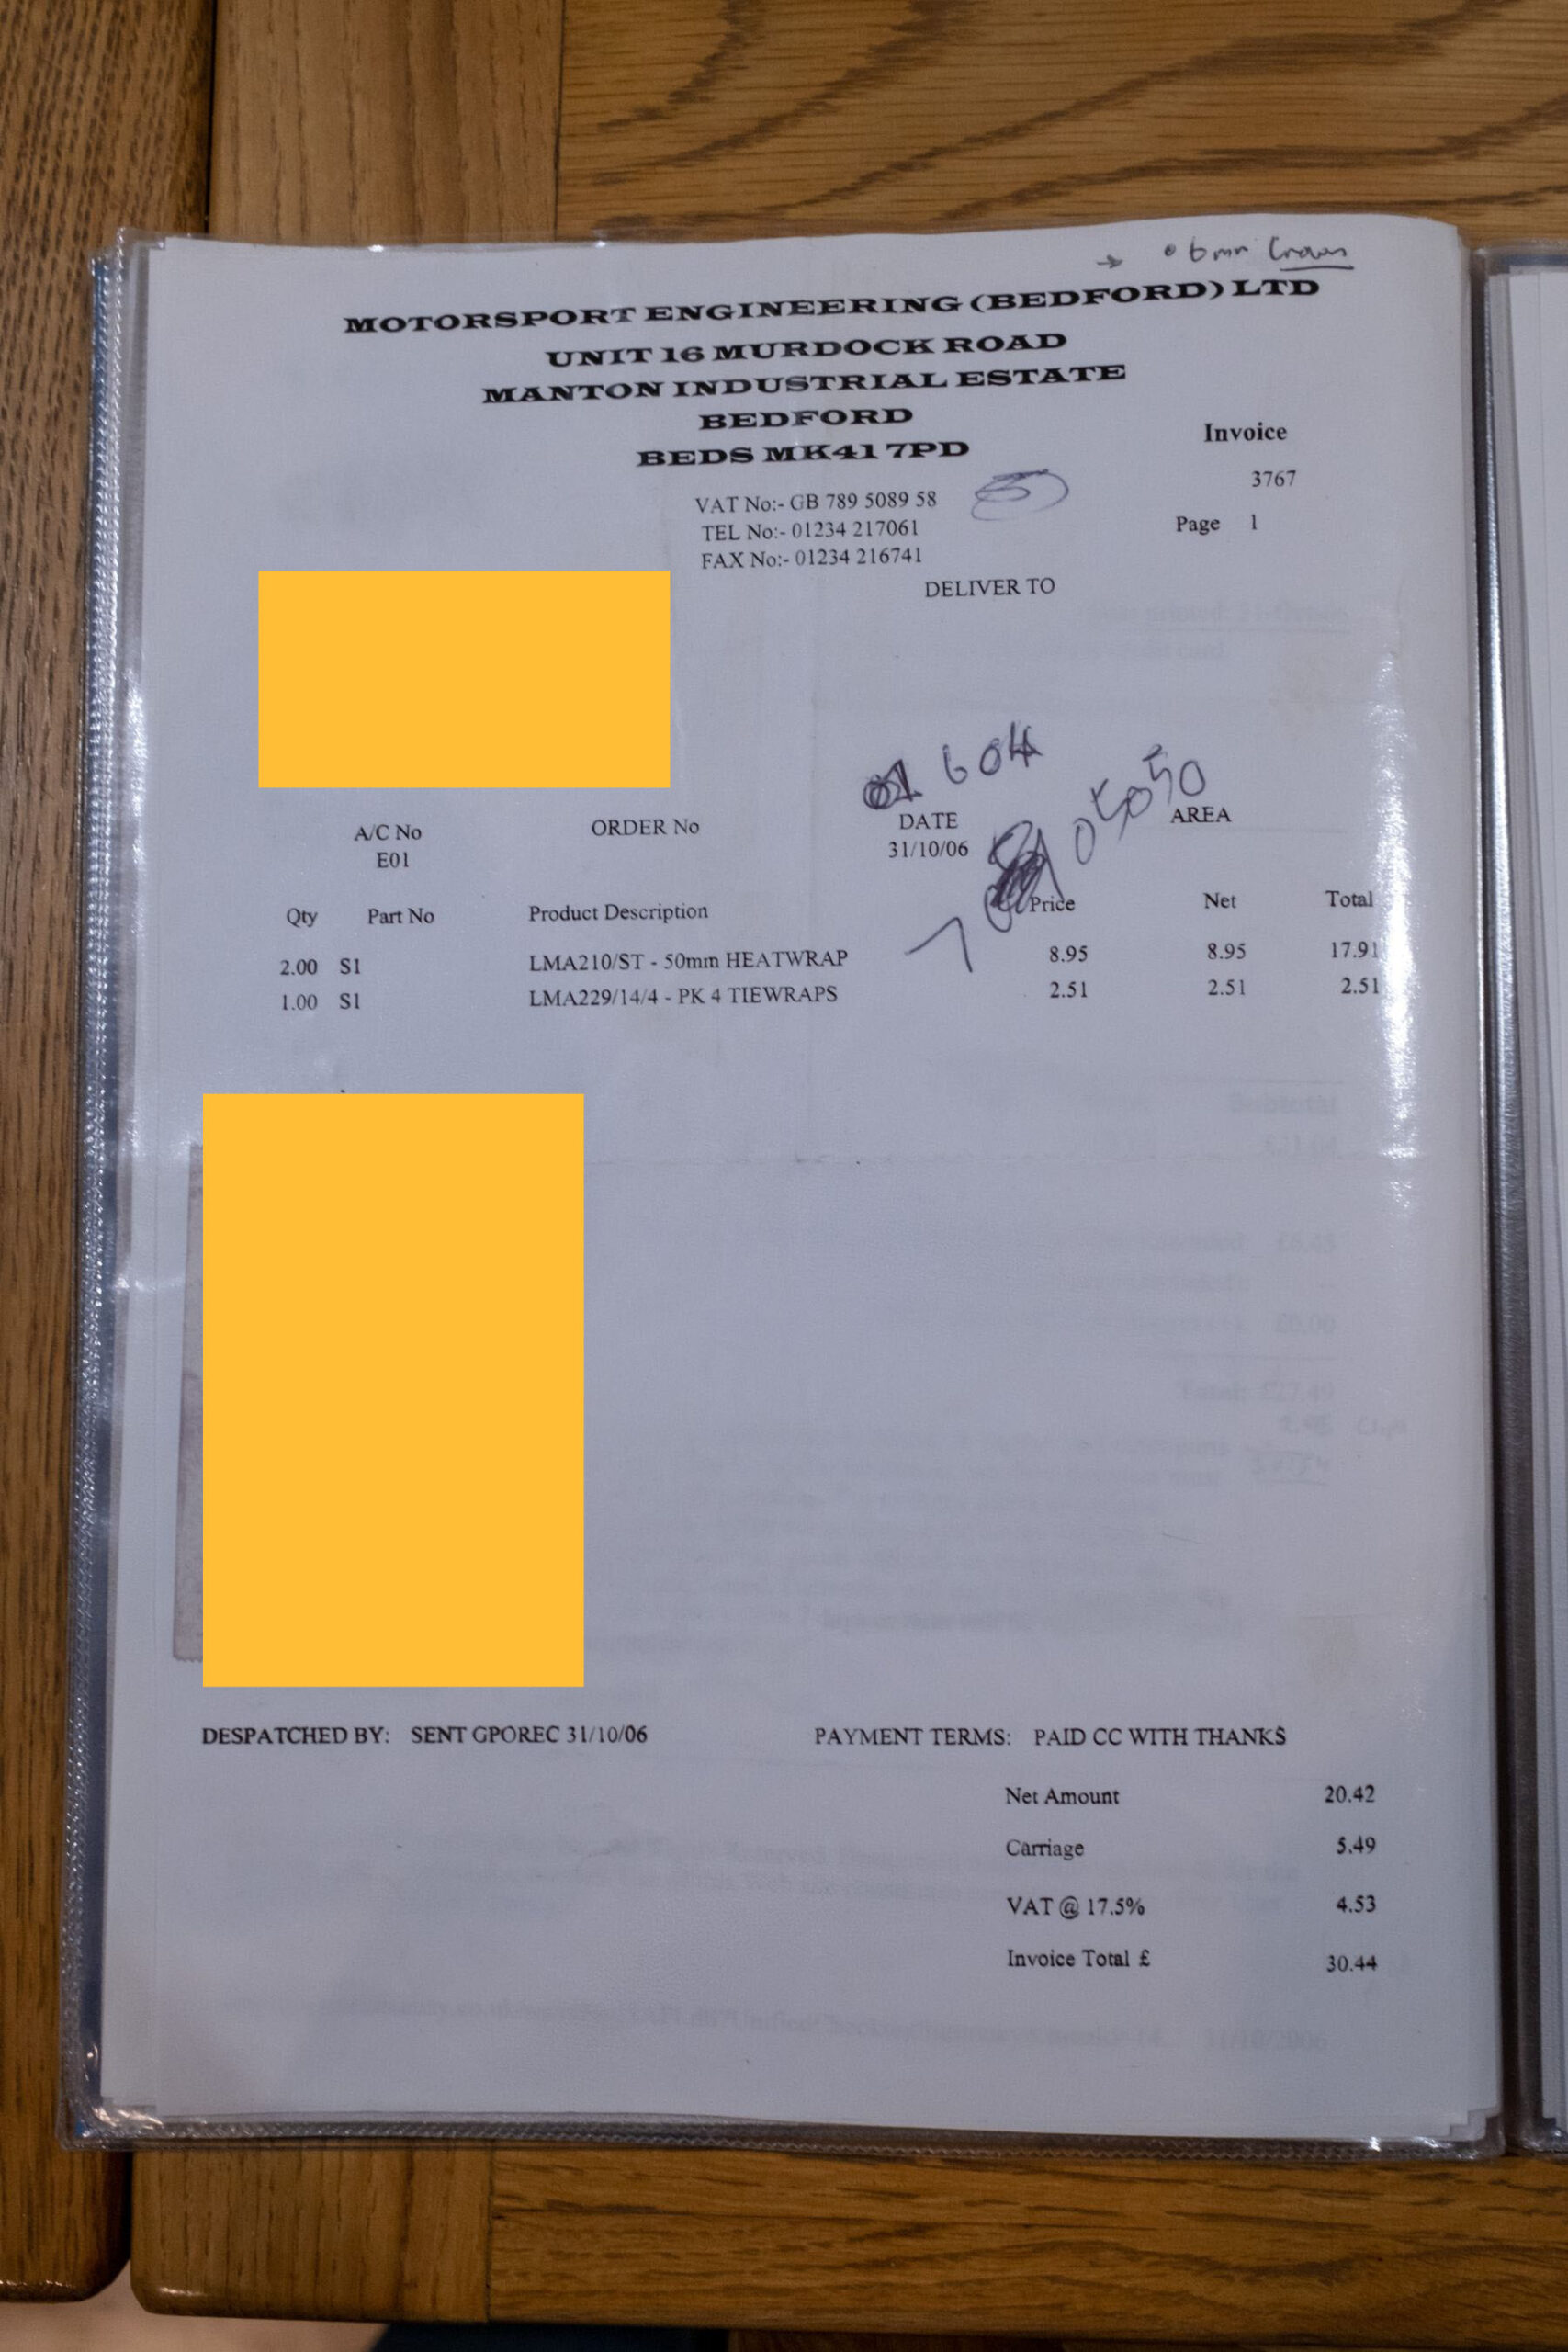 6mm Crown
MOTORSPORT ENGINEERING (BEDFORD) LTD
UNIT 16 MURDOCK ROAD
MANTON INDUSTRIAL ESTATE
BEDFORD
BEDS MK41 7PD
Invoice
3767
Page 1
VAT No:- GB 789 5089 58
TEL No:- 01234 217061
FAX No:- 01234 216741
DELIVER TO
604
05050
A/C No ORDER No DATE AREA
E01 31/10/06
Qty Part No Product Description Price Net Total
2.00 S1 LMA210/ST - 50mm HEATWRAP 8.95 8.95 17.91
1.00 S1 LMA229/14/4 - PK 4 TIEWRAPS 2.51 2.51 2.51
DESPATCHED BY: SENT GPOREC 31/10/06 PAYMENT TERMS: PAID CC WITH THANKS
Net Amount 20.42
Carriage 5.49
VAT @ 17.5% 4.53
Invoice Total £ 30.44